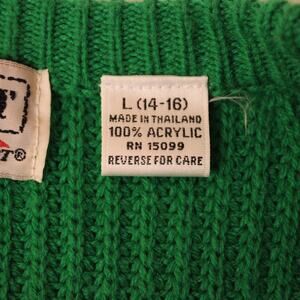 L (14-16)
MADE IN THAILAND
100% ACRYLIC
RN 15099
REVERSE FOR CARE